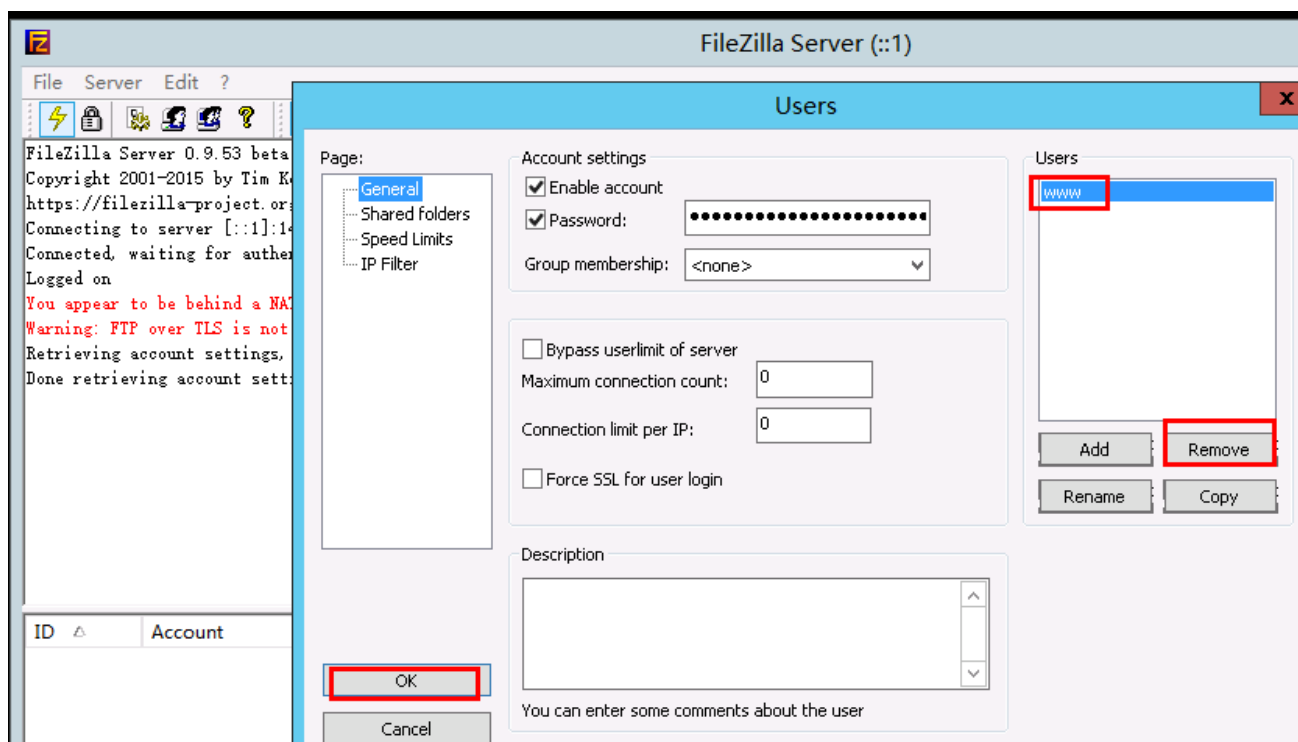 FileZilla Server (::1)
File Server Edit ?
Users
x
FileZilla Server 0.9.53 beta
Copyright 2001-2015 by Tim
https://filezilla-project.org
Connecting to server [::1]:14
Connected, waiting for
Logged on
You appear to be behind a NAT
Warning: FTP over TLS is not
Retrieving account settings,
Done retrieving account
Page:
General
Shared folders
Speed Limits
IP Filter
Account settings
Enable account
Password:
Group membership: <none>
Bypass userlimit of server
Maximum connection count: 0
Connection limit per IP: 0
Force SSL for user login
Description
You can enter some comments about the user
Users
www
Add Remove
Rename Copy
ID Account
OK
Cancel